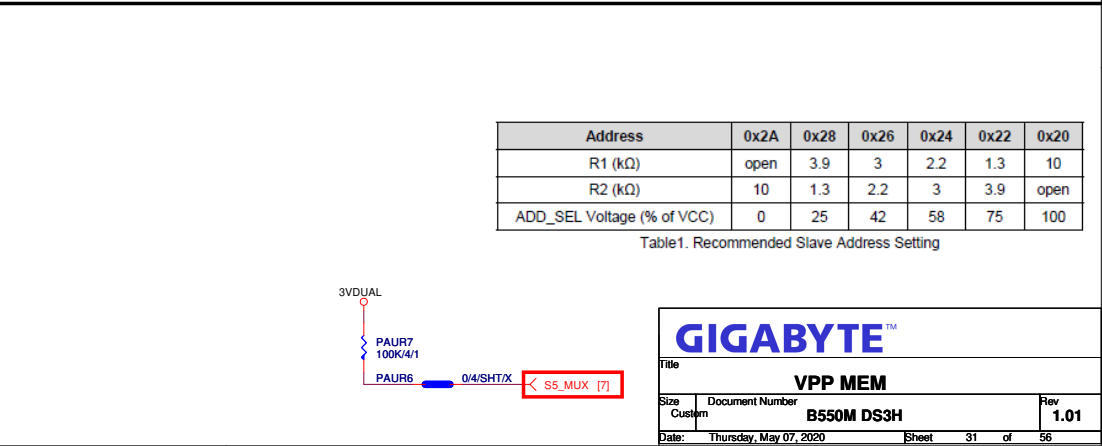 Address 0x2A 0x28 0x26 0x24 0x22 0x20
R1 (kΩ) open 3.9 3 2.2 1.3 10
R2 (kΩ) 10 1.3 2.2 3 3.9 open
ADD_SEL Voltage (% of VCC) 0 25 42 58 75 100
Table1. Recommended Slave Address Setting
3VDUAL
PAUR7
100K/4/1
PAUR6 0/4/SHT/X S5_MUX [7]
GIGABYTE™
Title
VPP MEM
Size Document Number Rev
Custom B550M DS3H 1.01
Date: Thursday, May 07, 2020 Sheet 31 of 56